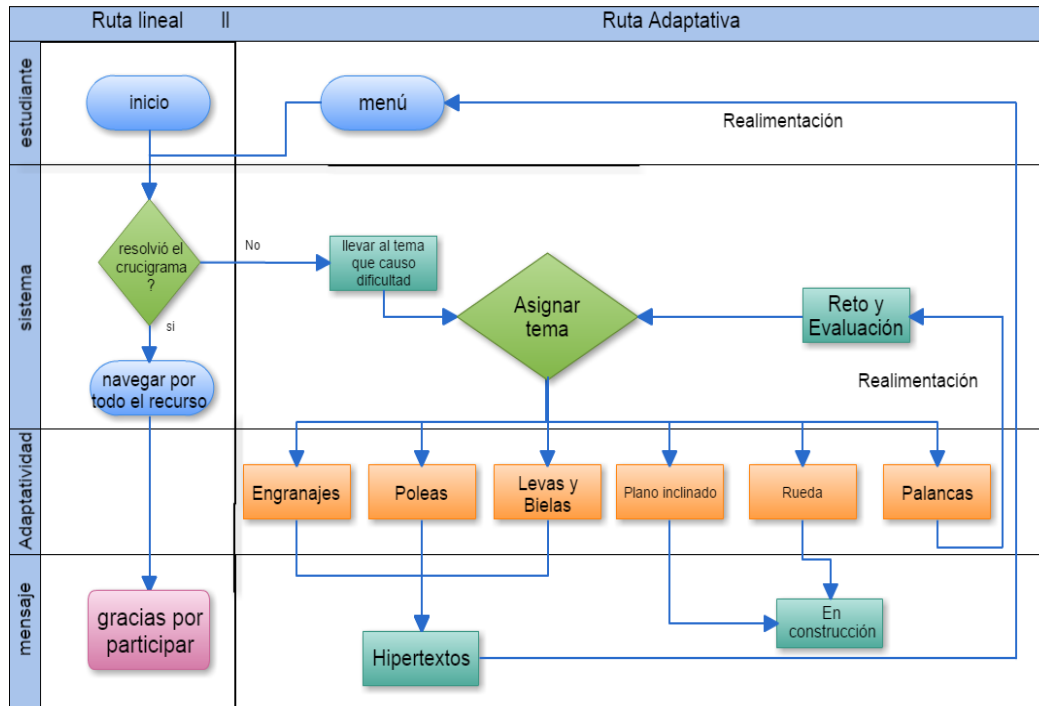 Ruta lineal II
Ruta Adaptativa
estudiante
inicio
menú
Realimentación
sistema
resolvió el
crucigrama
?
No
si
llevar al tema
que causo
dificultad
Asignar
tema
Reto y
Evaluación
Realimentación
navegar por
todo el recurso
Adaptatividad
Engranajes
Poleas
Levas y
Bielas
Plano inclinado
Rueda
Palancas
mensaje
gracias por
participar
Hipertextos
En
construcción